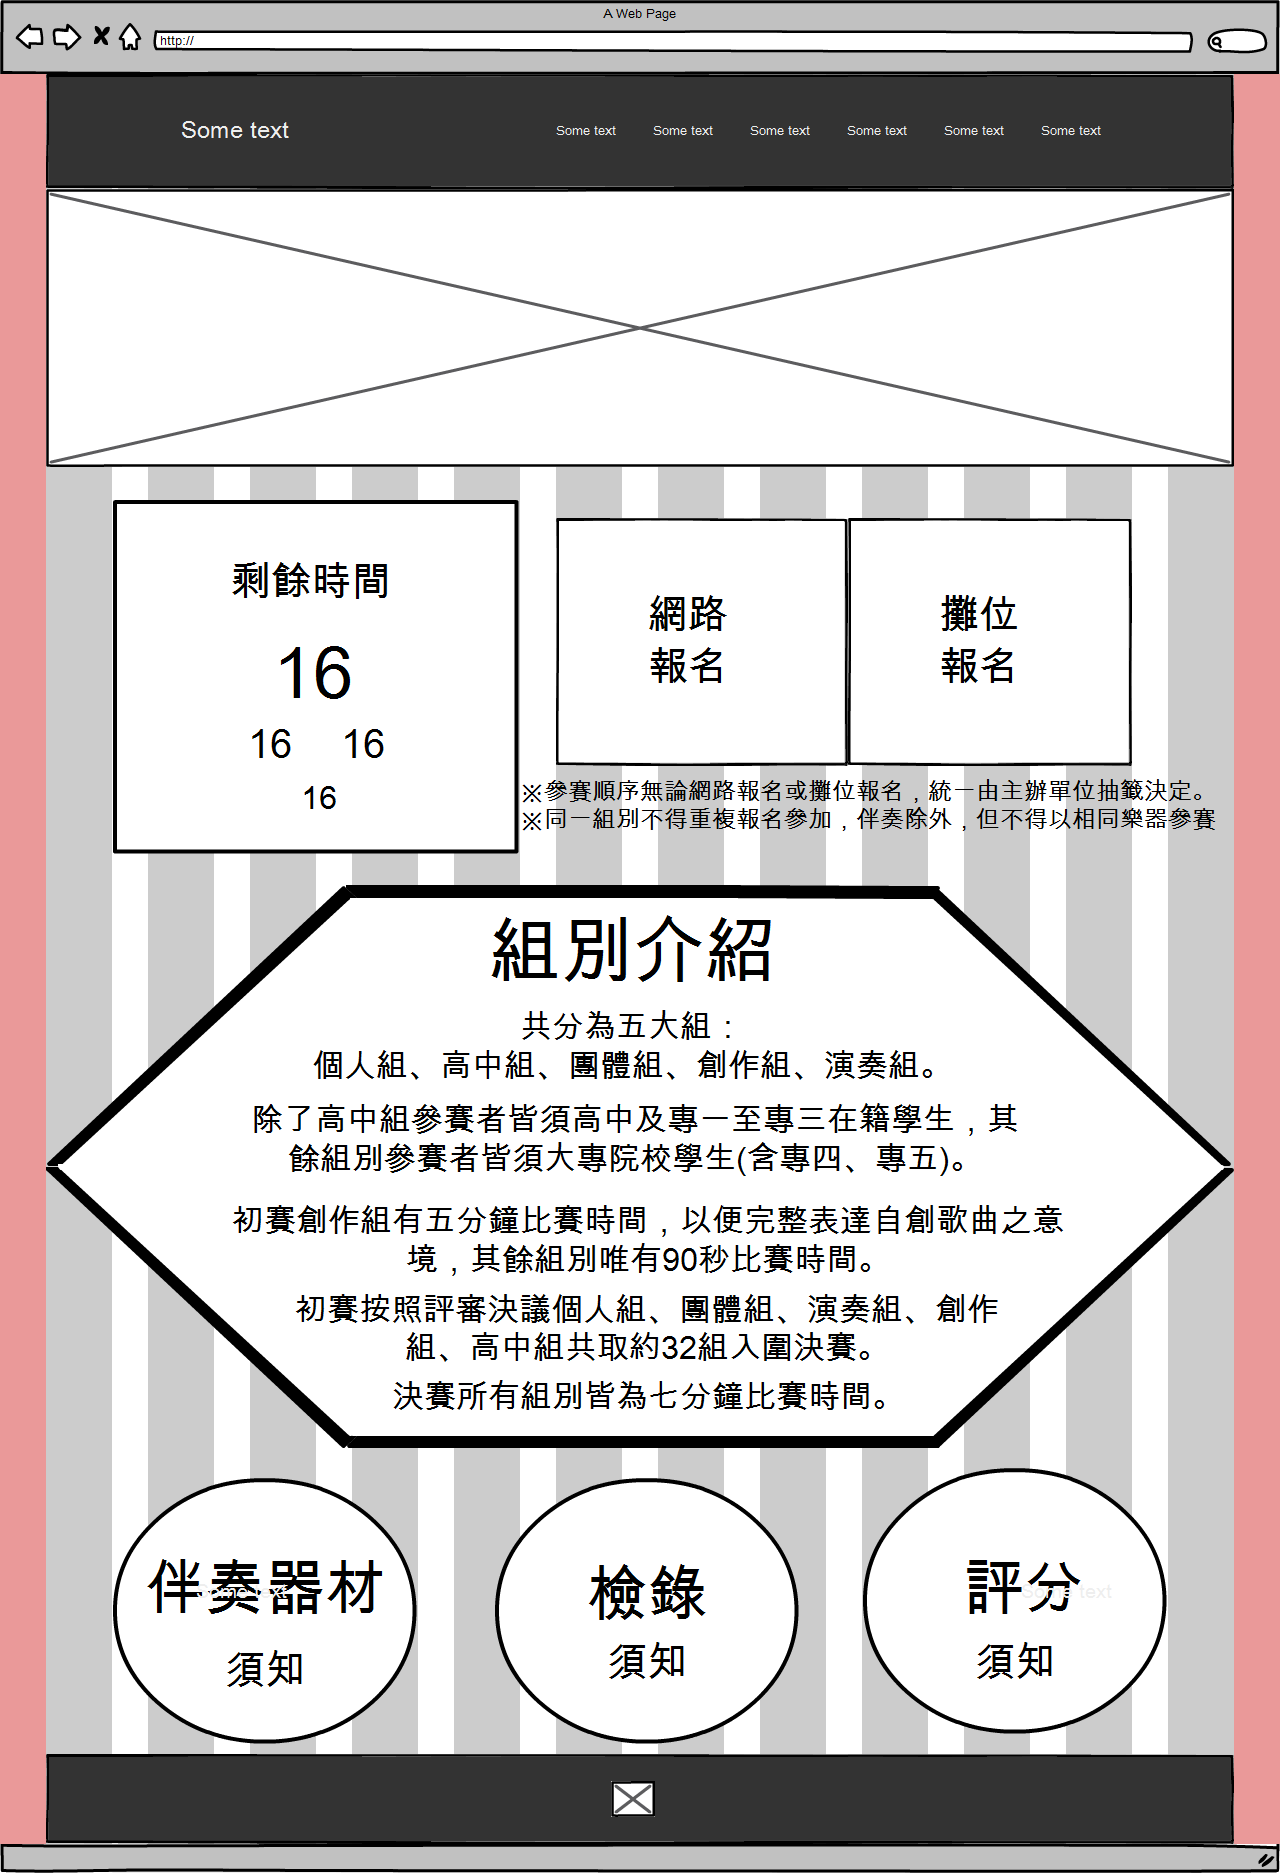 A Web Page
http://
Some text
Some text Some text Some text Some text Some text Some text
剩餘時間
16
16 16
16
網路
報名
攤位
報名
※參賽順序無論網路報名或攤位報名，統一由主辦單位抽籤決定。
※同一組別不得重複報名參加，伴奏除外，但不得以相同樂器參賽
組別介紹
共分為五大組：
個人組、高中組、團體組、創作組、演奏組。
除了高中組參賽者皆須高中及專一至專三在籍學生，其
餘組別參賽者皆須大專院校學生(含專四、專五)。
初賽創作組有五分鐘比賽時間，以便完整表達自創歌曲之意
境，其餘組別唯有90秒比賽時間。
初賽按照評審決議個人組、團體組、演奏組、創作
組、高中組共取約32組入圍決賽。
決賽所有組別皆為七分鐘比賽時間。
伴奏器材
Some text
須知
檢錄
須知
評分
Some text
須知